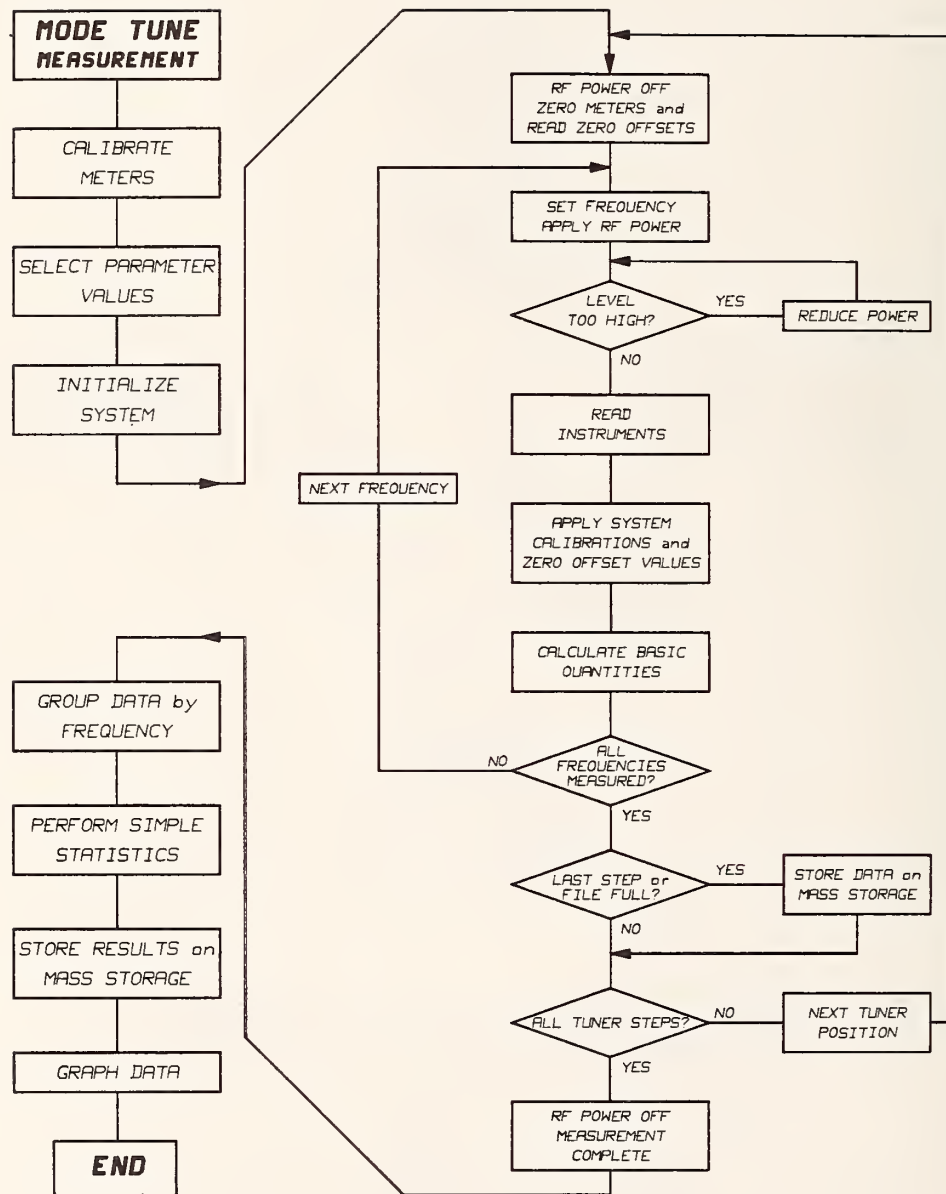 MODE TUNE
MEASUREMENT
CALIBRATE
METERS
SELECT PARAMETER
VALUES
INITIALIZE
SYSTEM
RF POWER OFF
ZERO METERS and
READ ZERO OFFSETS
SET FREQUENCY
APPLY RF POWER
LEVEL
TOO HIGH?
YES
REDUCE POWER
NO
READ
INSTRUMENTS
NEXT FREQUENCY
APPLY SYSTEM
CALIBRATIONS and
ZERO OFFSET VALUES
CALCULATE BASIC
QUANTITIES
ALL
FREQUENCIES
MEASURED?
NO
YES
LAST STEP or
FILE FULL?
YES
STORE DATA on
MASS STORAGE
NO
ALL TUNER STEPS?
NO
NEXT TUNER
POSITION
YES
RF POWER OFF
MEASUREMENT
COMPLETE
GROUP DATA by
FREQUENCY
PERFORM SIMPLE
STATISTICS
STORE RESULTS on
MASS STORAGE
GRAPH DATA
END